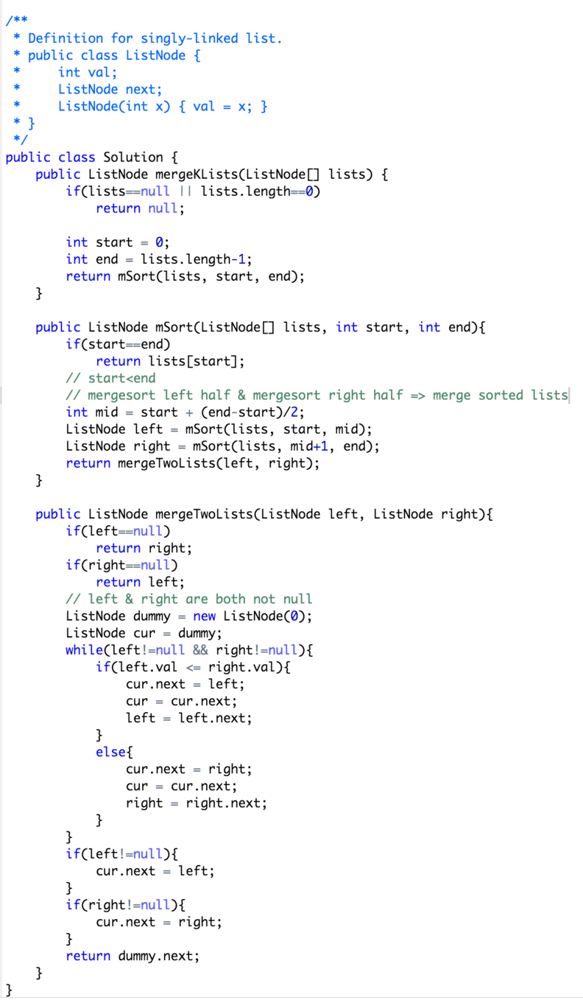 /**
 * Definition for singly-linked list.
 * public class ListNode {
 *     int val;
 *     ListNode next;
 *     ListNode(int x) { val = x; }
 * }
 */
public class Solution {
    public ListNode mergeKLists(ListNode[] lists) {
        if(lists==null || lists.length==0)
            return null;

        int start = 0;
        int end = lists.length-1;
        return mSort(lists, start, end);
    }

    public ListNode mSort(ListNode[] lists, int start, int end){
        if(start==end)
            return lists[start];
        // start<end
        // mergesort left half & mergesort right half => merge sorted lists
        int mid = start + (end-start)/2;
        ListNode left = mSort(lists, start, mid);
        ListNode right = mSort(lists, mid+1, end);
        return mergeTwoLists(left, right);
    }

    public ListNode mergeTwoLists(ListNode left, ListNode right){
        if(left==null)
            return right;
        if(right==null)
            return left;
        // left & right are both not null
        ListNode dummy = new ListNode(0);
        ListNode cur = dummy;
        while(left!=null && right!=null){
            if(left.val <= right.val){
                cur.next = left;
                cur = cur.next;
                left = left.next;
            }
            else{
                cur.next = right;
                cur = cur.next;
                right = right.next;
            }
        }
        if(left!=null){
            cur.next = left;
        }
        if(right!=null){
            cur.next = right;
        }
        return dummy.next;
    }
}